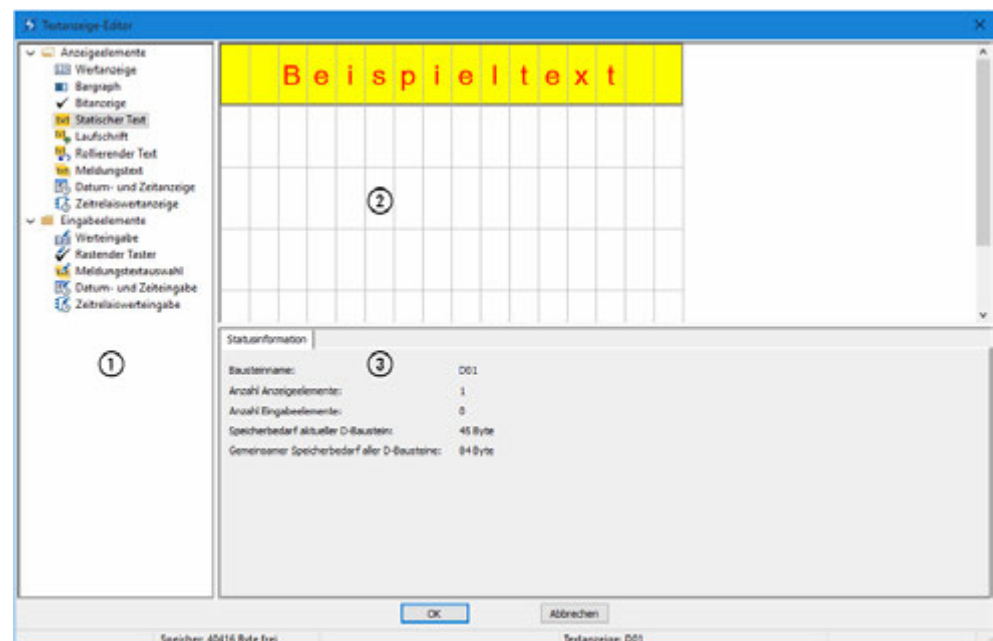 Textanzeige-Editor
Anzeigeelemente
Wertanzeige
Bargraph
Bitanzeige
Statischer Text
Laufschrift
Rollierender Text
Meldungstext
Datum- und Zeitanzeige
Zeitrelaiswertanzeige
Eingabeelemente
Werteingabe
Rastender Taster
Meldungstextauswahl
Datum- und Zeiteingabe
Zeitrelaiswerteingabe
①
Beispieltext
②
Statusinformation
③
Bausteinname: D01
Anzahl Anzeigeelemente: 1
Anzahl Eingabeelemente: 0
Speicherbedarf aktueller D-Baustein: 45 Byte
Gemeinsamer Speicherbedarf aller D-Bausteine: 84 Byte
OK Abbrechen
Speicher: 40416 Byte frei Textanzeige: D01